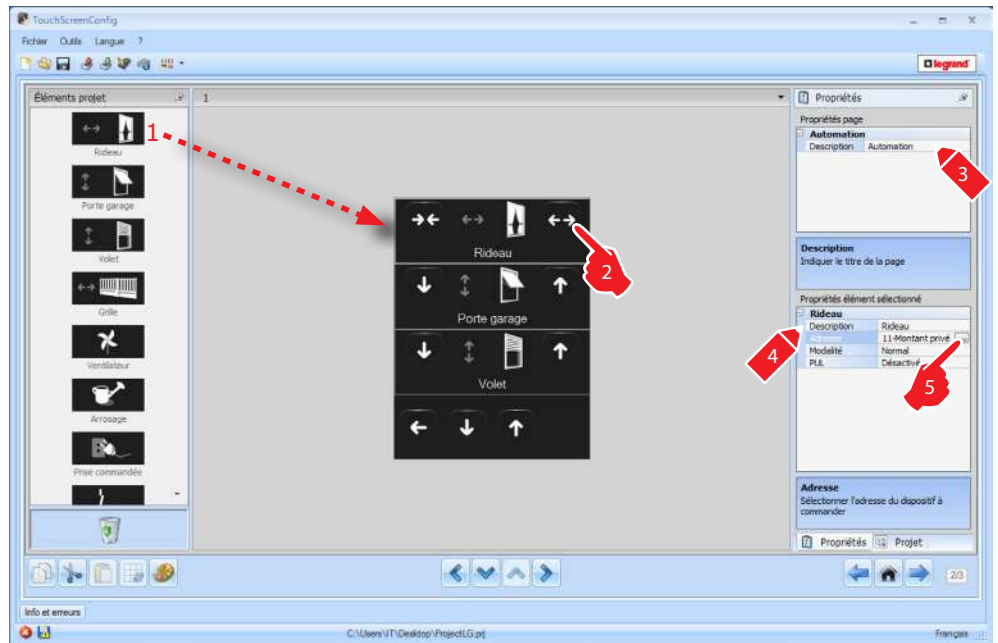 TouchScreenConfig
Fichier Outils Langue ?
legrand
Éléments projet
1
Propriétés
Rideau
Porte garage
Volet
Grille
Ventilateur
Arrosage
Prise commandée
1
Rideau
2
Porte garage
Volet
Propriétés page
Automation
Description Automation
3
Description
Indiquer le titre de la page
Propriétés élément sélectionné
Rideau
Description Rideau
Adresse 11-Montant privé
Modalité Normal
PUL Désactivé
4
5
Adresse
Sélectionner l'adresse du dispositif à
commander
Propriétés Projet
2/3
Info et erreurs
C:\Users\IT\Desktop\ProjectLG.prj
Français